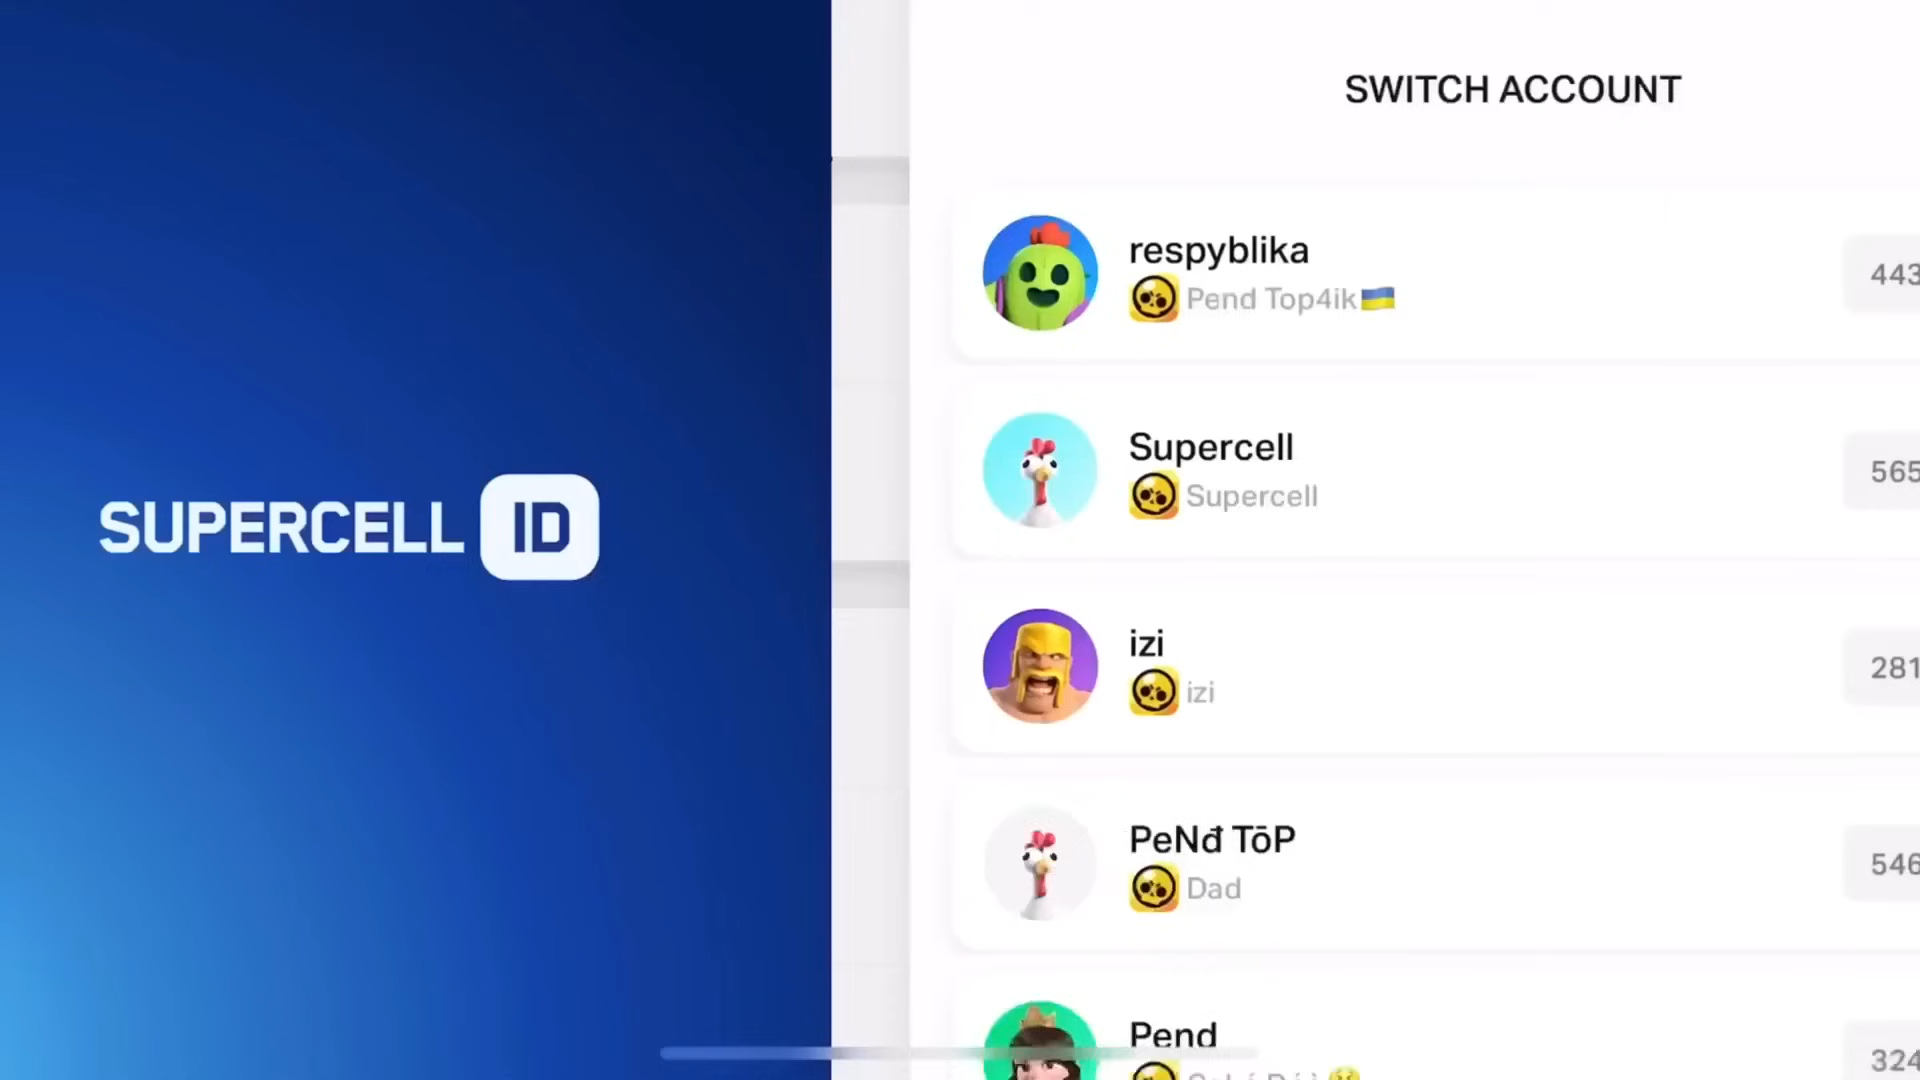 SUPERCELL ID
SWITCH ACCOUNT
respyblika
Pend Top4ik🇺🇦
443
Supercell
Supercell
565
izi
izi
281
PeNđ TōP
Dad
546
Pend
324